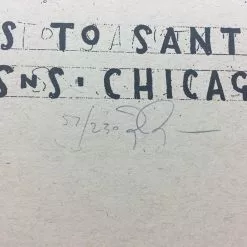 S TO SANT
SNS· CHICAG
57/230